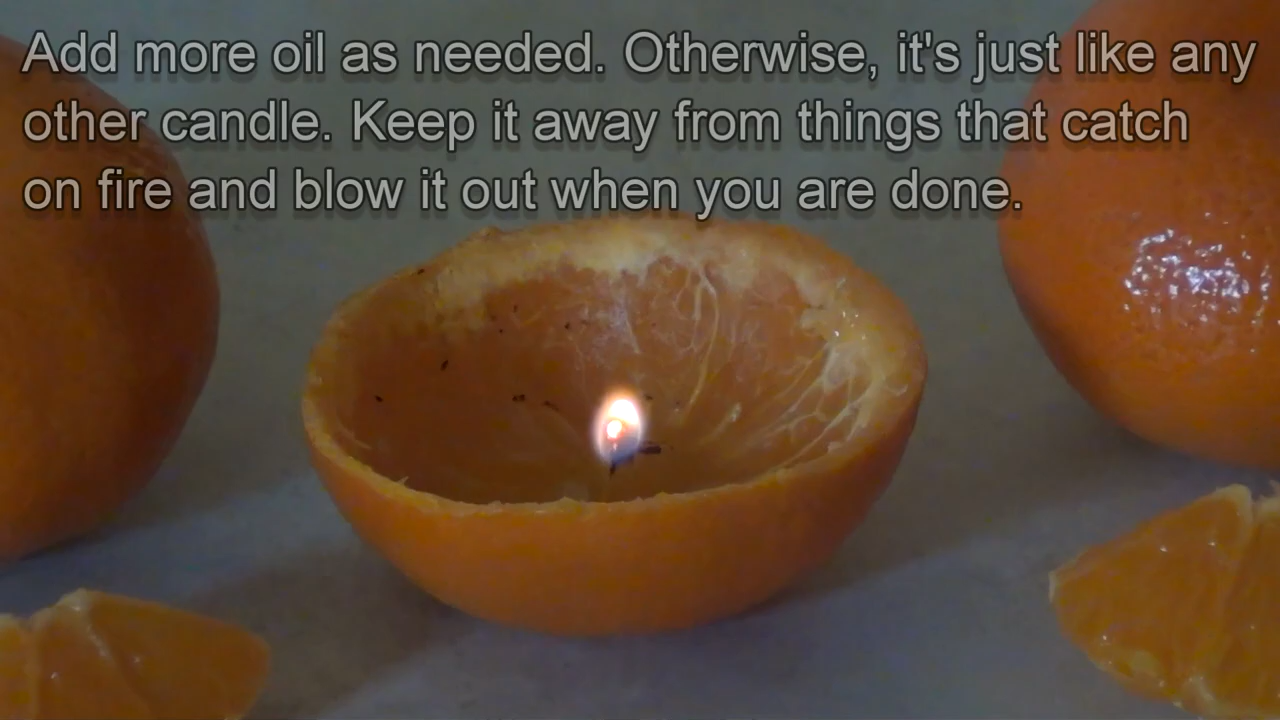 Add more oil as needed. Otherwise, it's just like any
other candle. Keep it away from things that catch
on fire and blow it out when you are done.